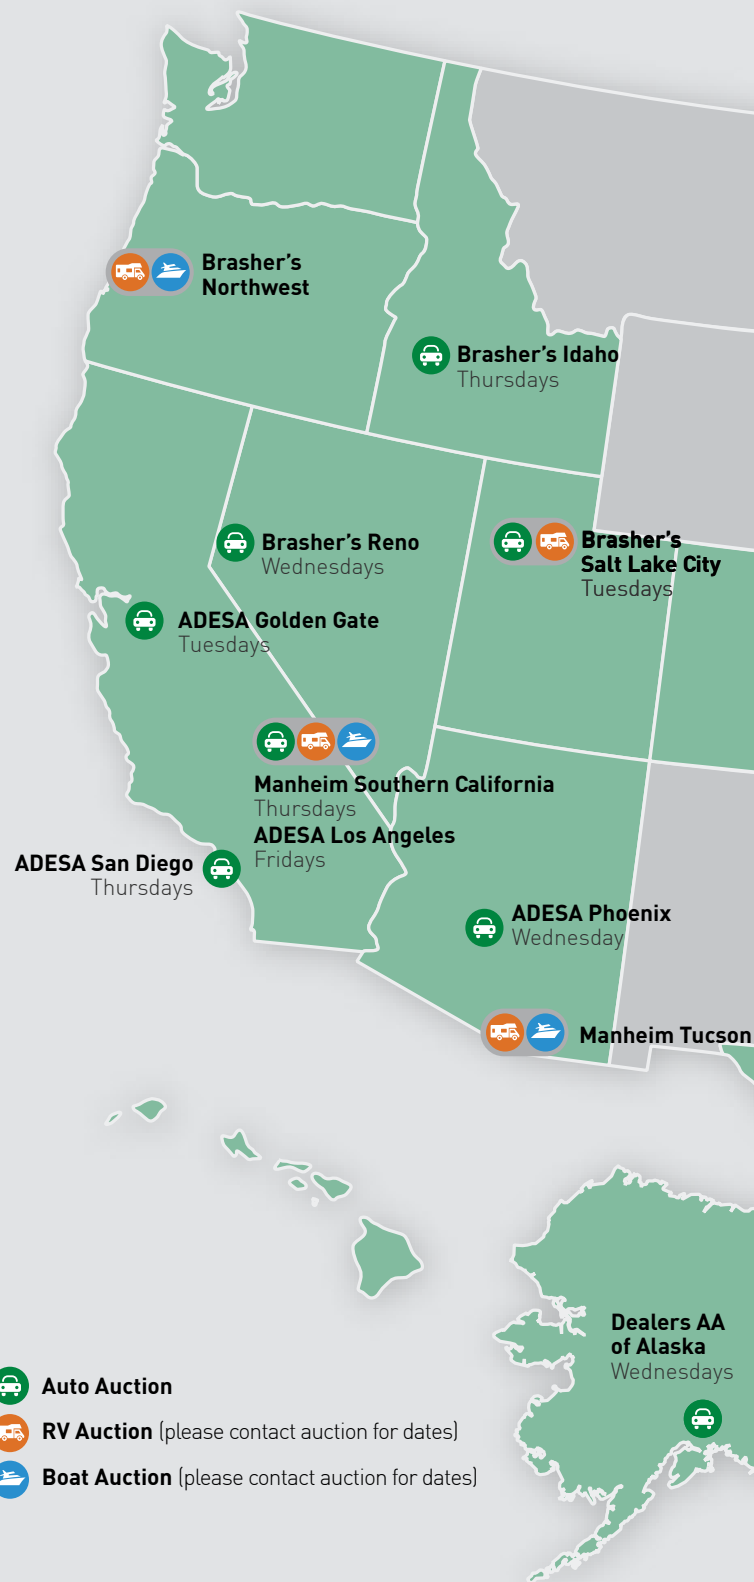 Brasher's
Northwest
Brasher's Idaho
Thursdays
Brasher's Reno
Wednesdays
Brasher's
Salt Lake City
Tuesdays
ADESA Golden Gate
Tuesdays
Manheim Southern California
Thursdays
ADESA Los Angeles
Fridays
ADESA San Diego
Thursdays
ADESA Phoenix
Wednesday
Manheim Tucson
Dealers AA
of Alaska
Wednesdays
Auto Auction
RV Auction (please contact auction for dates)
Boat Auction (please contact auction for dates)